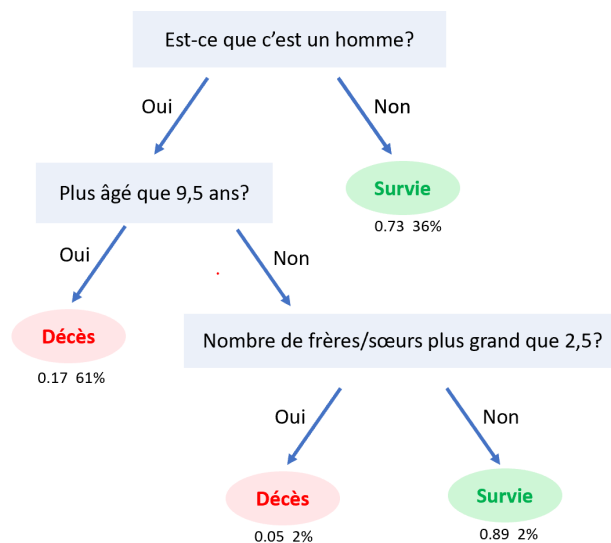 Est-ce que c’est un homme?
Oui
Non
Plus âgé que 9,5 ans?
Survie
0.73 36%
Oui
Non
Décès
0.17 61%
Nombre de frères/sœurs plus grand que 2,5?
Oui
Non
Décès
0.05 2%
Survie
0.89 2%